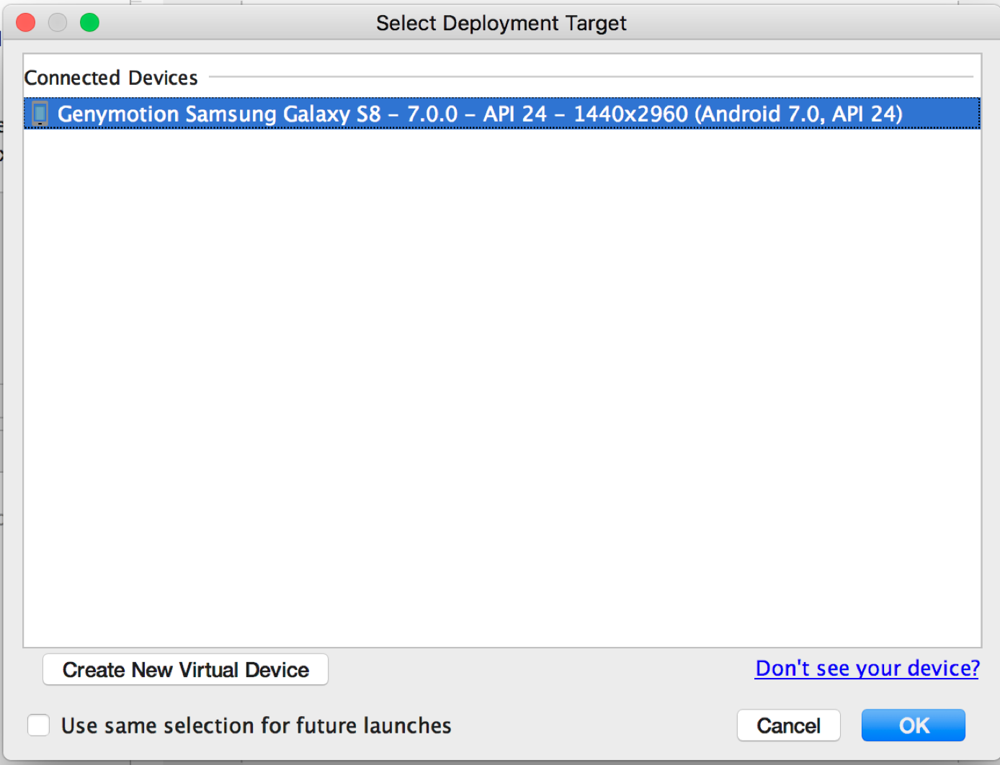 Select Deployment Target
Connected Devices
Genymotion Samsung Galaxy S8 – 7.0.0 – API 24 – 1440x2960 (Android 7.0, API 24)
Create New Virtual Device
Don't see your device?
Use same selection for future launches
Cancel
OK